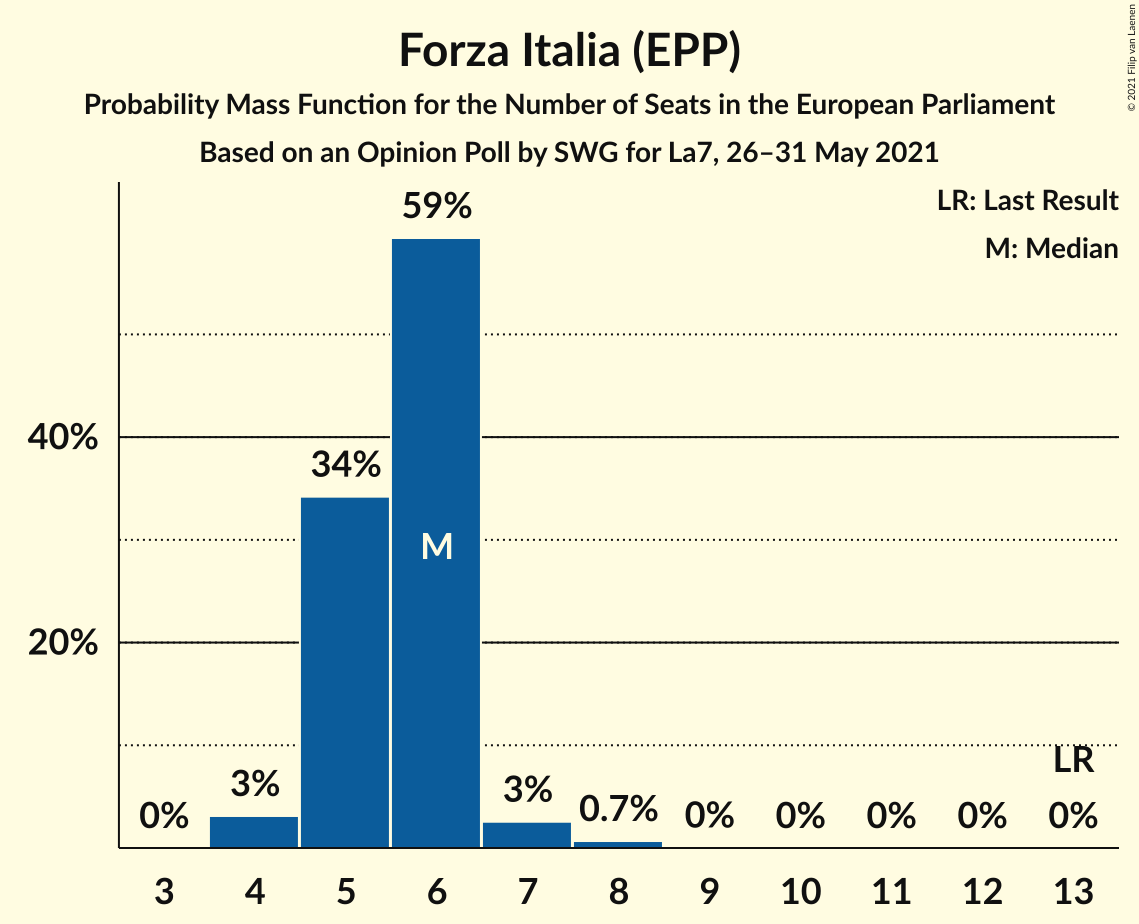 Forza Italia (EPP)
Probability Mass Function for the Number of Seats in the European Parliament
Based on an Opinion Poll by SWG for La7, 26–31 May 2021
© 2021 Filip van Laenen
LR: Last Result
M: Median
59%
40%
34%
M
20%
LR
0% 3% 3% 0.7% 0% 0% 0% 0% 0%
3 4 5 6 7 8 9 10 11 12 13